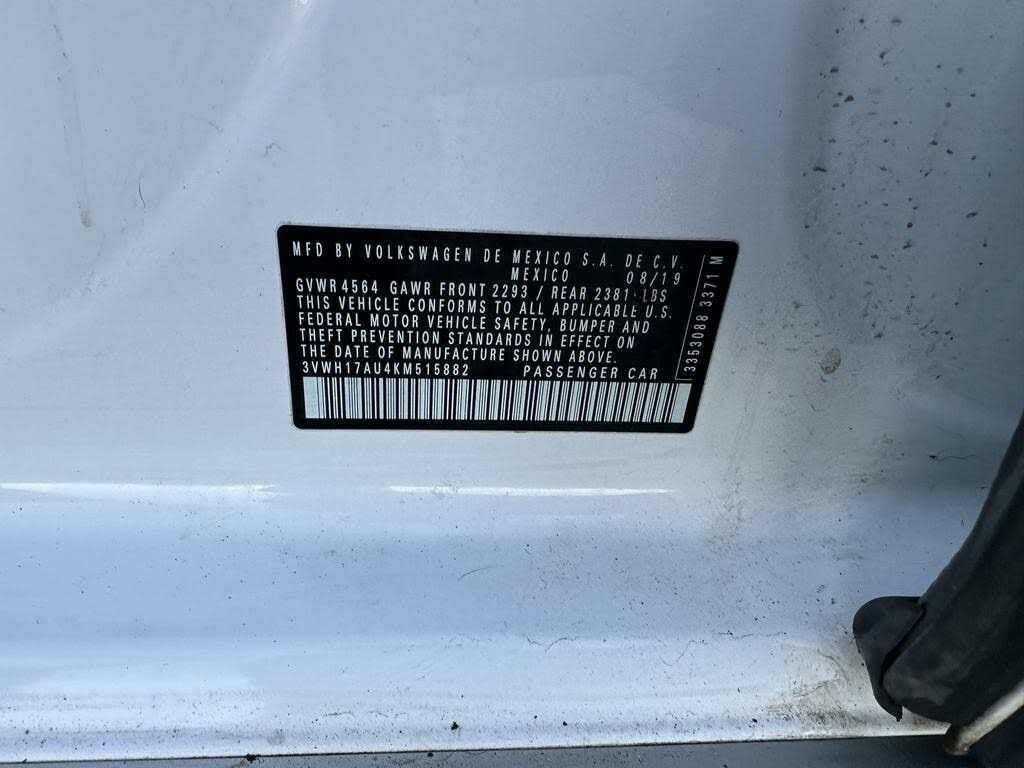 MFD BY VOLKSWAGEN DE MEXICO S.A. DE C.V.
MEXICO 08/19
GVWR 4564 GAWR FRONT 2293 / REAR 2381 LBS
THIS VEHICLE CONFORMS TO ALL APPLICABLE U.S.
FEDERAL MOTOR VEHICLE SAFETY, BUMPER AND
THEFT PREVENTION STANDARDS IN EFFECT ON
THE DATE OF MANUFACTURE SHOWN ABOVE.
3VWH17AU4KM515882 PASSENGER CAR
3353088 3371 M